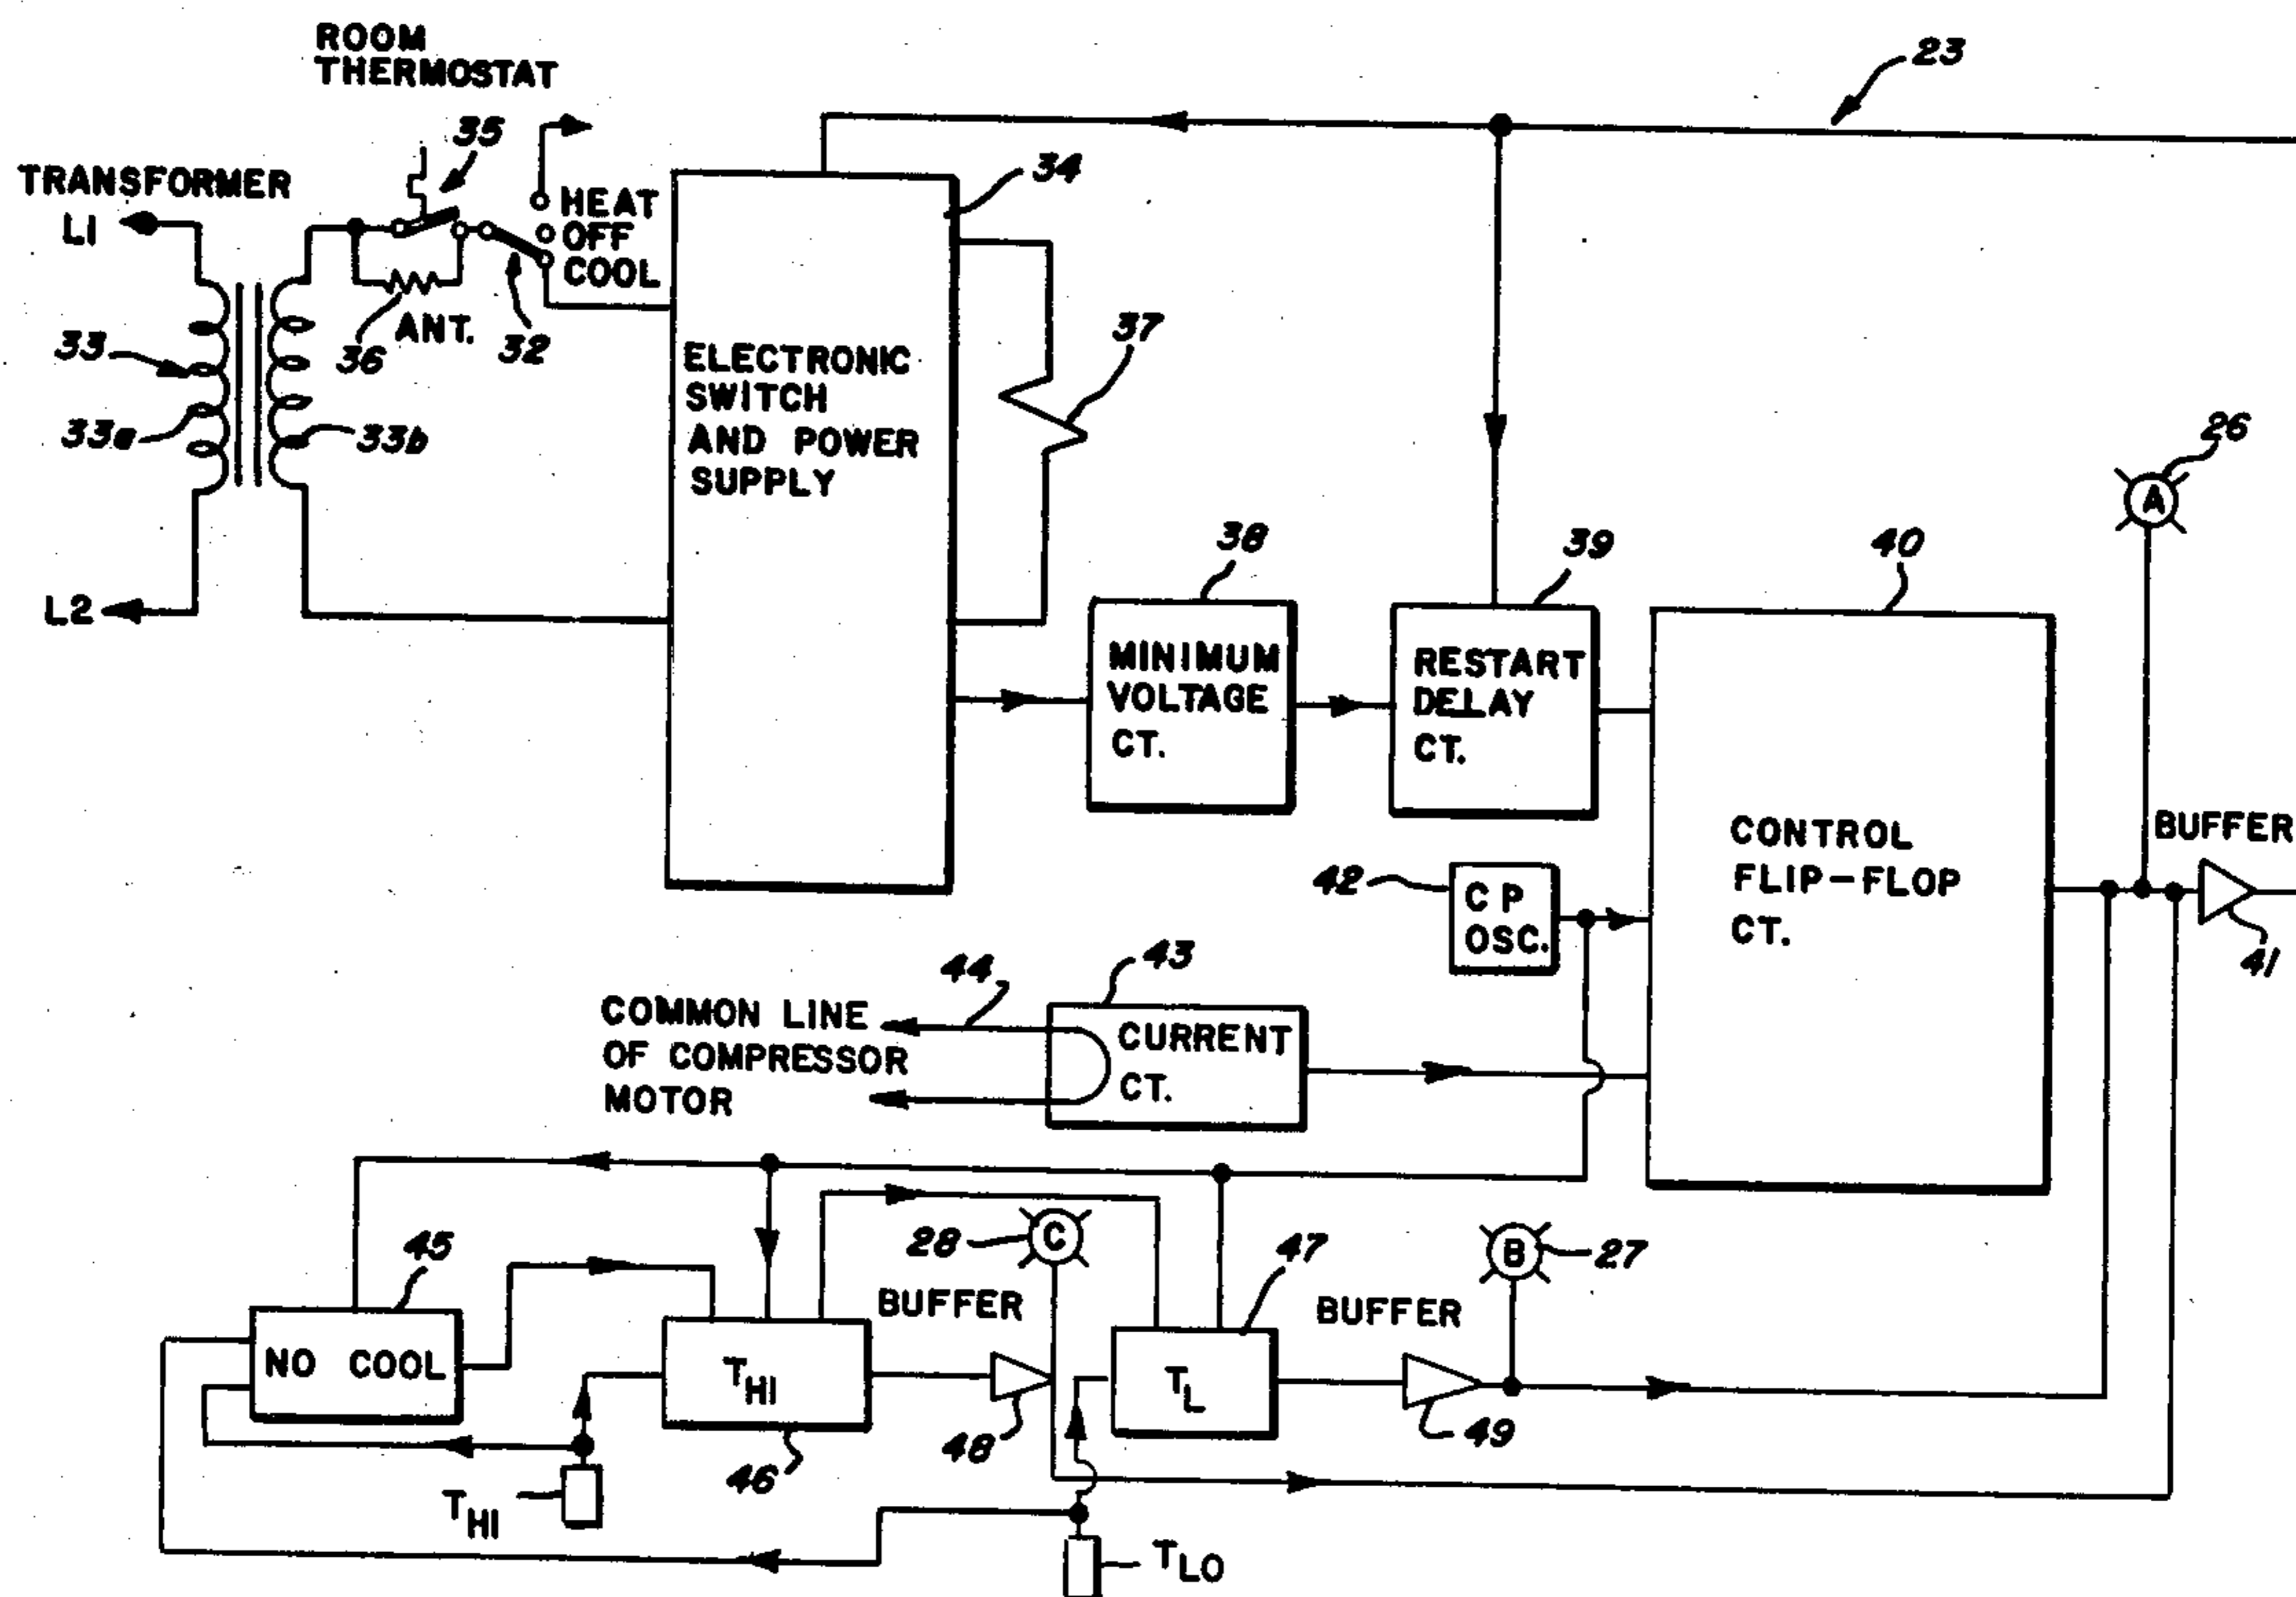 ROOM
THERMOSTAT
23
35
TRANSFORMER
34
L1
HEAT
OFF
COOL
ANT.
36
32
33
37
33a
33b
ELECTRONIC
SWITCH
AND POWER
SUPPLY
26
A
L2
38
39
40
MINIMUM
VOLTAGE
CT.
RESTART
DELAY
CT.
BUFFER
CONTROL
FLIP-FLOP
CT.
42
CP
OSC.
41
44
43
COMMON LINE
OF COMPRESSOR
MOTOR
CURRENT
CT.
45
28
C
47
B
27
BUFFER
BUFFER
NO COOL
THI
TL
48
49
46
THI
TLO